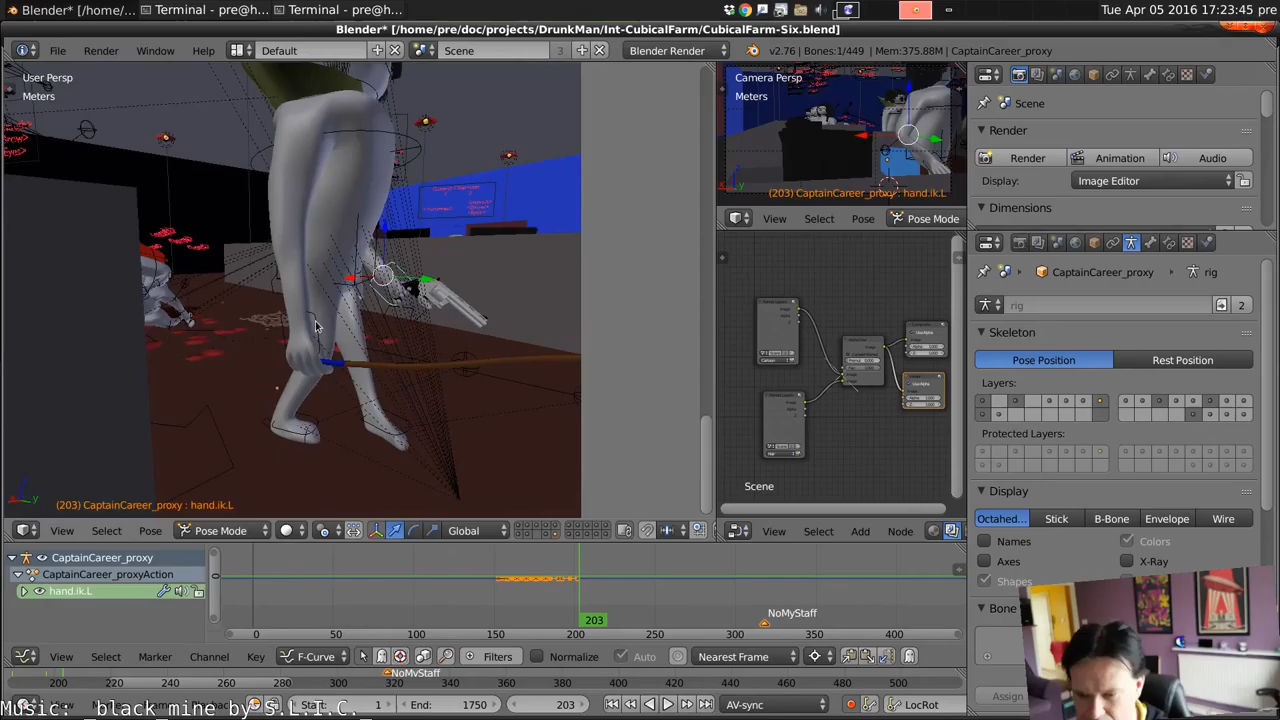 Blender* [/home/pre/d...
Terminal - pre@h...
Terminal - pre@h...
Tue Apr 05 2016 17:23:45 pre
Blender* [/home/pre/doc/projects/DrunkMan/Int-CubicalFarm/CubicalFarm-Six.blend]
File Render Window Help Default Scene 3 Blender Render v2.76 | Bones:1/449 | Mem:375.88M | CaptainCareer_proxy
User Persp
Meters
Camera Persp
Meters
(203) CaptainCareer_proxy : hand.ik.L
View Select Pose Pose Mode
Scene
Render
Render Animation Audio
Display: Image Editor
Dimensions
CaptainCareer_proxy rig
rig 2
Skeleton
Pose Position Rest Position
Layers:
Protected Layers:
Display
Octahed... Stick B-Bone Envelope Wire
Names Colors
Axes X-Ray
Shapes
Bone
Assign
Scene
(203) CaptainCareer_proxy : hand.ik.L
View Select Pose Pose Mode Global
View Select Add Node
CaptainCareer_proxy
CaptainCareer_proxyAction
hand.ik.L
NoMyStaff
203
0 50 100 150 200 250 300 350 400
View Select Marker Channel Key F-Curve Filters Normalize Auto Nearest Frame
200 220 240 260 280 300 320 340 360 380 400 420 440 460 480 500
NoMyStaff
Start: 1 End: 1750 203 AV-sync LocRot
Music: _black_mine by S.L.I.C._